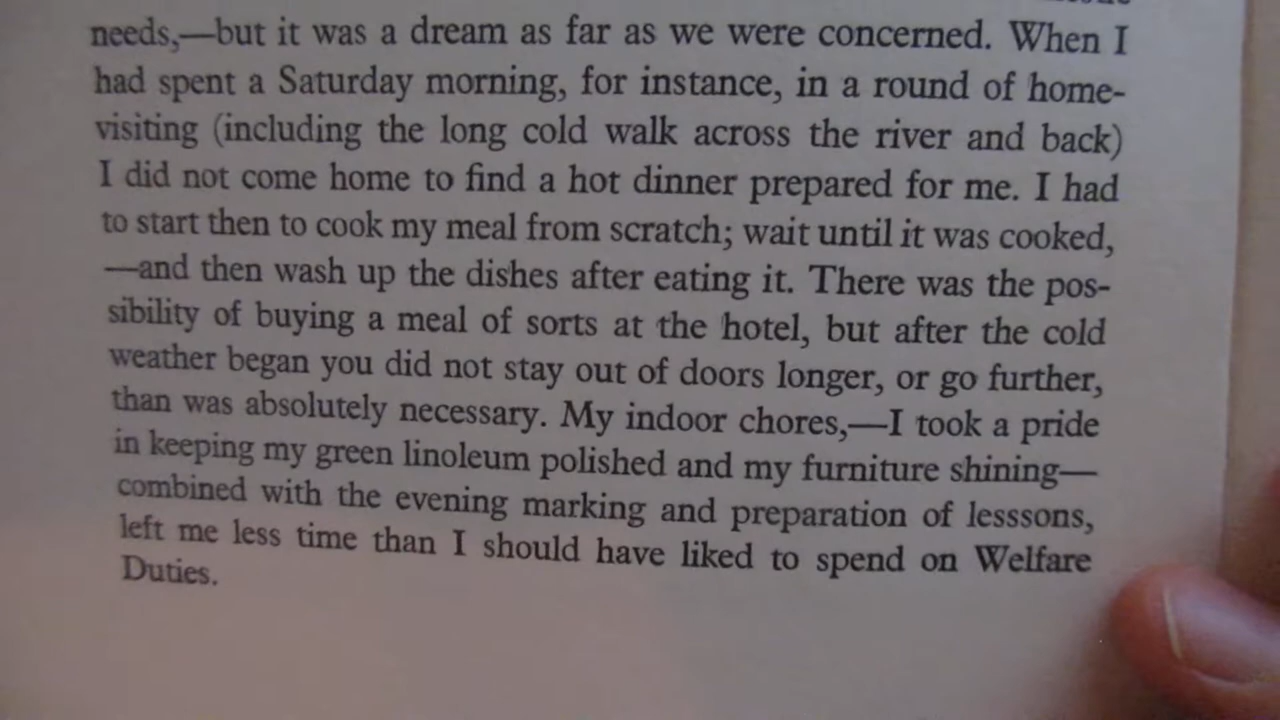 needs,—but it was a dream as far as we were concerned. When I
had spent a Saturday morning, for instance, in a round of home-
visiting (including the long cold walk across the river and back)
I did not come home to find a hot dinner prepared for me. I had
to start then to cook my meal from scratch; wait until it was cooked,
—and then wash up the dishes after eating it. There was the pos-
sibility of buying a meal of sorts at the hotel, but after the cold
weather began you did not stay out of doors longer, or go further,
than was absolutely necessary. My indoor chores,—I took a pride
in keeping my green linoleum polished and my furniture shining—
combined with the evening marking and preparation of lesssons,
left me less time than I should have liked to spend on Welfare
Duties.